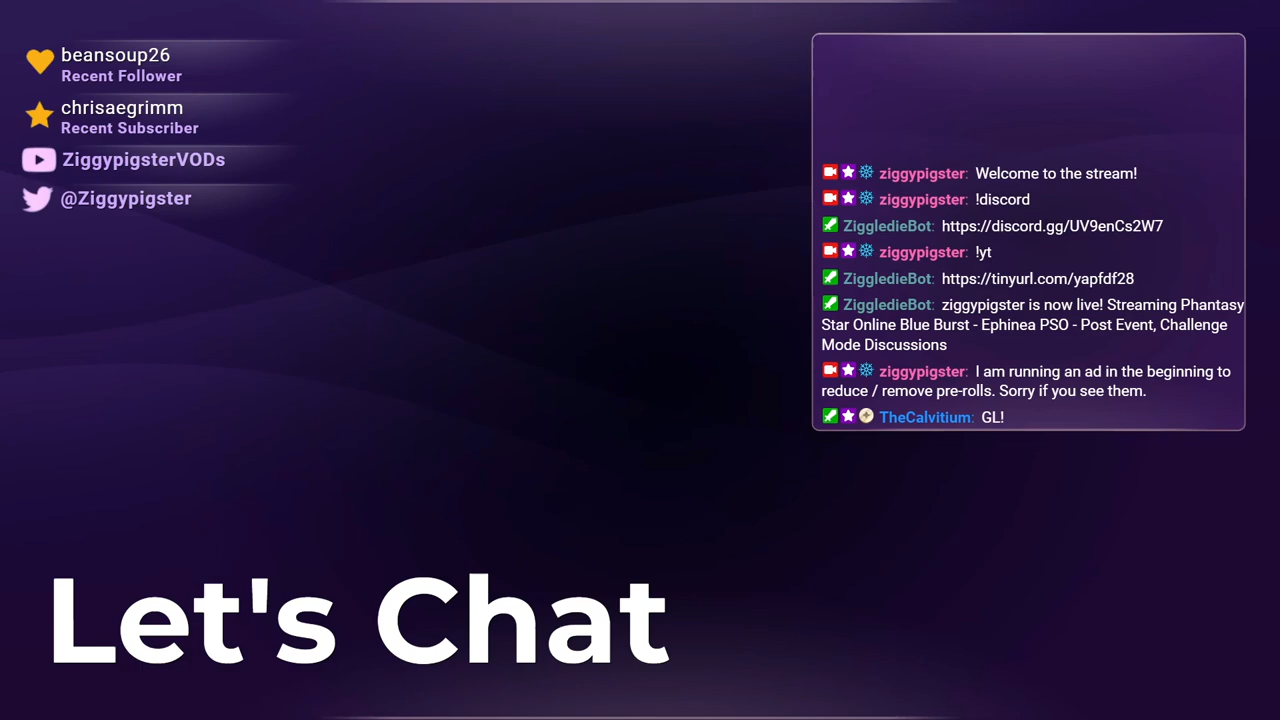 beansoup26
Recent Follower
chrisaegrimm
Recent Subscriber
ZiggypigsterVODs
@Ziggypigster
ziggypigster: Welcome to the stream!
ziggypigster: !discord
ZiggledieBot: https://discord.gg/UV9enCs2W7
ziggypigster: !yt
ZiggledieBot: https://tinyurl.com/yapfdf28
ZiggledieBot: ziggypigster is now live! Streaming Phantasy
Star Online Blue Burst - Ephinea PSO - Post Event, Challenge
Mode Discussions
ziggypigster: I am running an ad in the beginning to
reduce / remove pre-rolls. Sorry if you see them.
TheCalvitium: GL!
Let's Chat